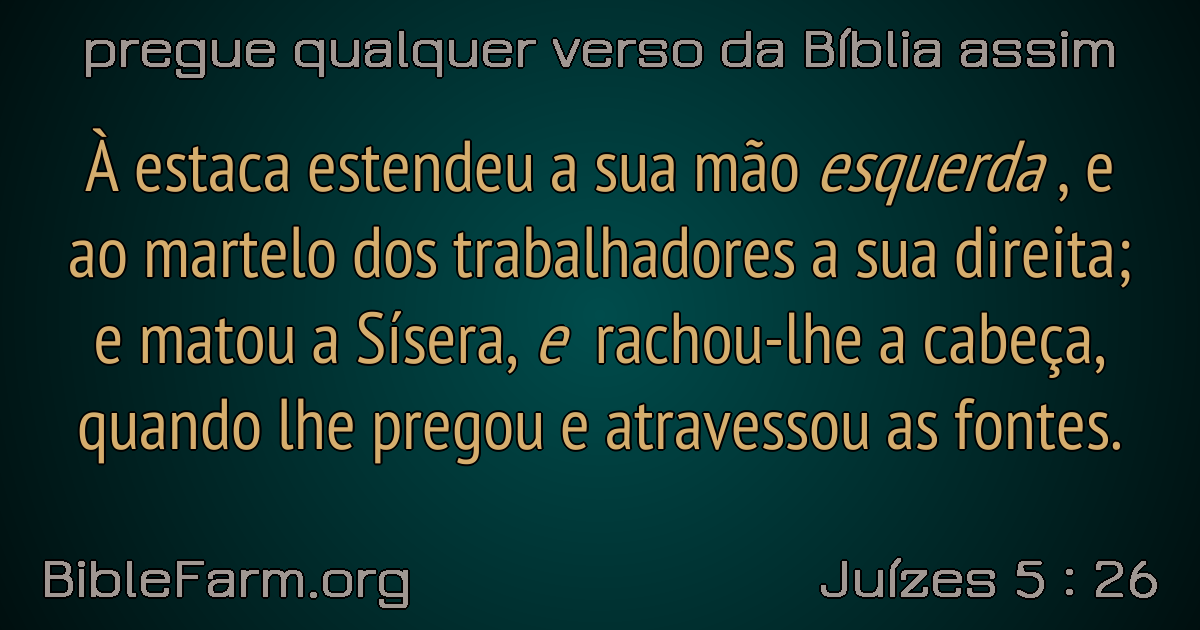 pregue qualquer verso da Bíblia assim
À estaca estendeu a sua mão esquerda , e
ao martelo dos trabalhadores a sua direita;
e matou a Sísera, e rachou-lhe a cabeça,
quando lhe pregou e atravessou as fontes.
BibleFarm.org
Juízes 5 : 26